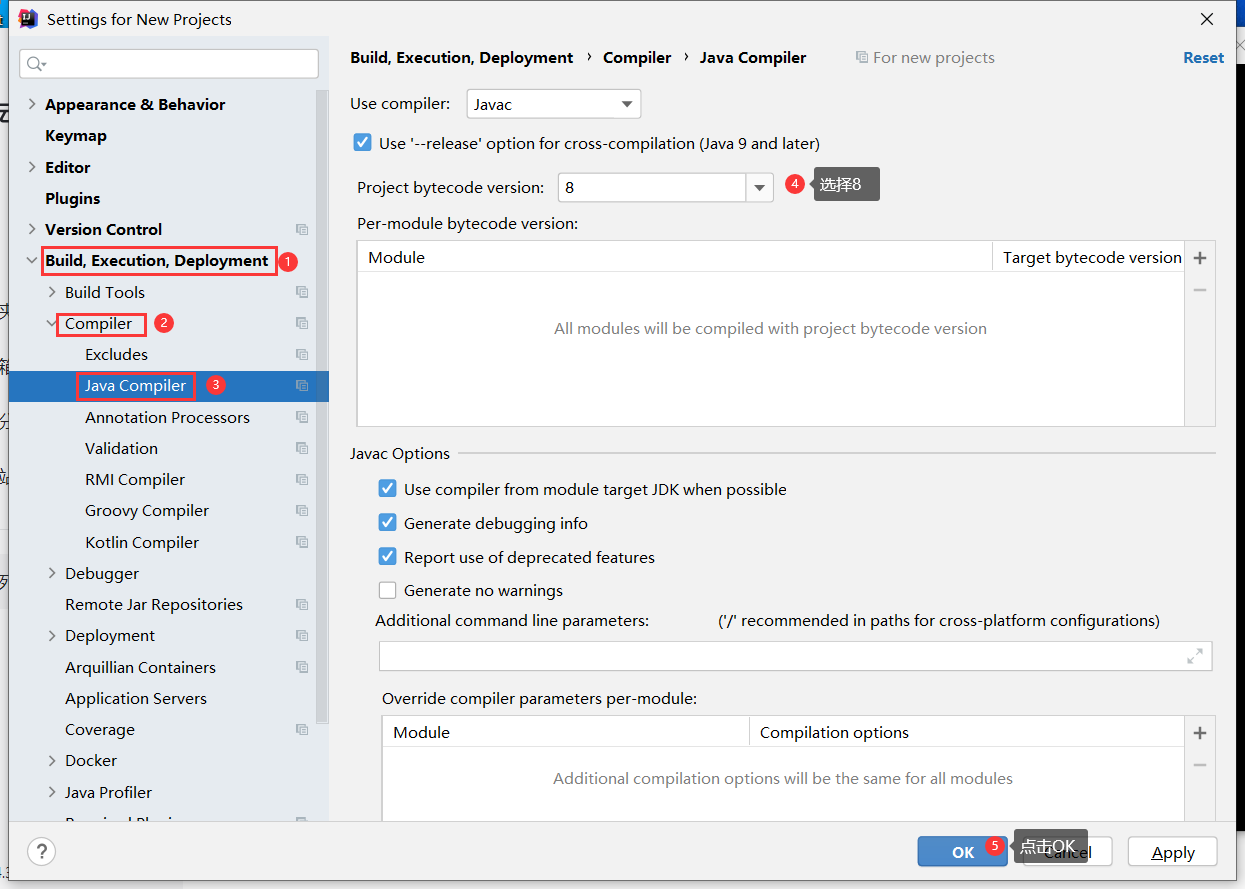 Settings for New Projects
Build, Execution, Deployment › Compiler › Java Compiler For new projects Reset
Appearance & Behavior
Keymap
Editor
Plugins
Version Control
Build, Execution, Deployment 1
Build Tools
Compiler 2
Excludes
Java Compiler 3
Annotation Processors
Validation
RMI Compiler
Groovy Compiler
Kotlin Compiler
Debugger
Remote Jar Repositories
Deployment
Arquillian Containers
Application Servers
Coverage
Docker
Java Profiler
Use compiler: Javac
Use '--release' option for cross-compilation (Java 9 and later)
Project bytecode version: 8 4 选择8
Per-module bytecode version:
Module Target bytecode version
All modules will be compiled with project bytecode version
Javac Options
Use compiler from module target JDK when possible
Generate debugging info
Report use of deprecated features
Generate no warnings
Additional command line parameters: ('/' recommended in paths for cross-platform configurations)
Override compiler parameters per-module:
Module Compilation options
Additional compilation options will be the same for all modules
? OK 5 点击OK Cancel Apply